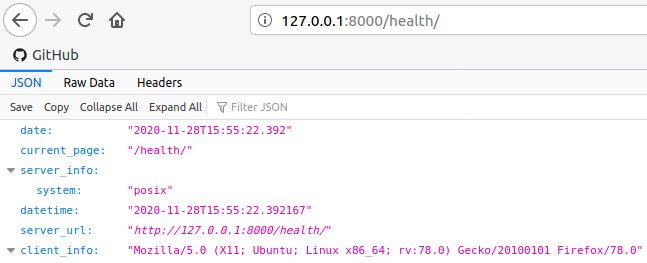 127.0.0.1:8000/health/
GitHub
JSON Raw Data Headers
Save Copy Collapse All Expand All Filter JSON
date: "2020-11-28T15:55:22.392"
current_page: "/health/"
server_info:
system: "posix"
datetime: "2020-11-28T15:55:22.392167"
server_url: "http://127.0.0.1:8000/health/"
client_info: "Mozilla/5.0 (X11; Ubuntu; Linux x86_64; rv:78.0) Gecko/20100101 Firefox/78.0"